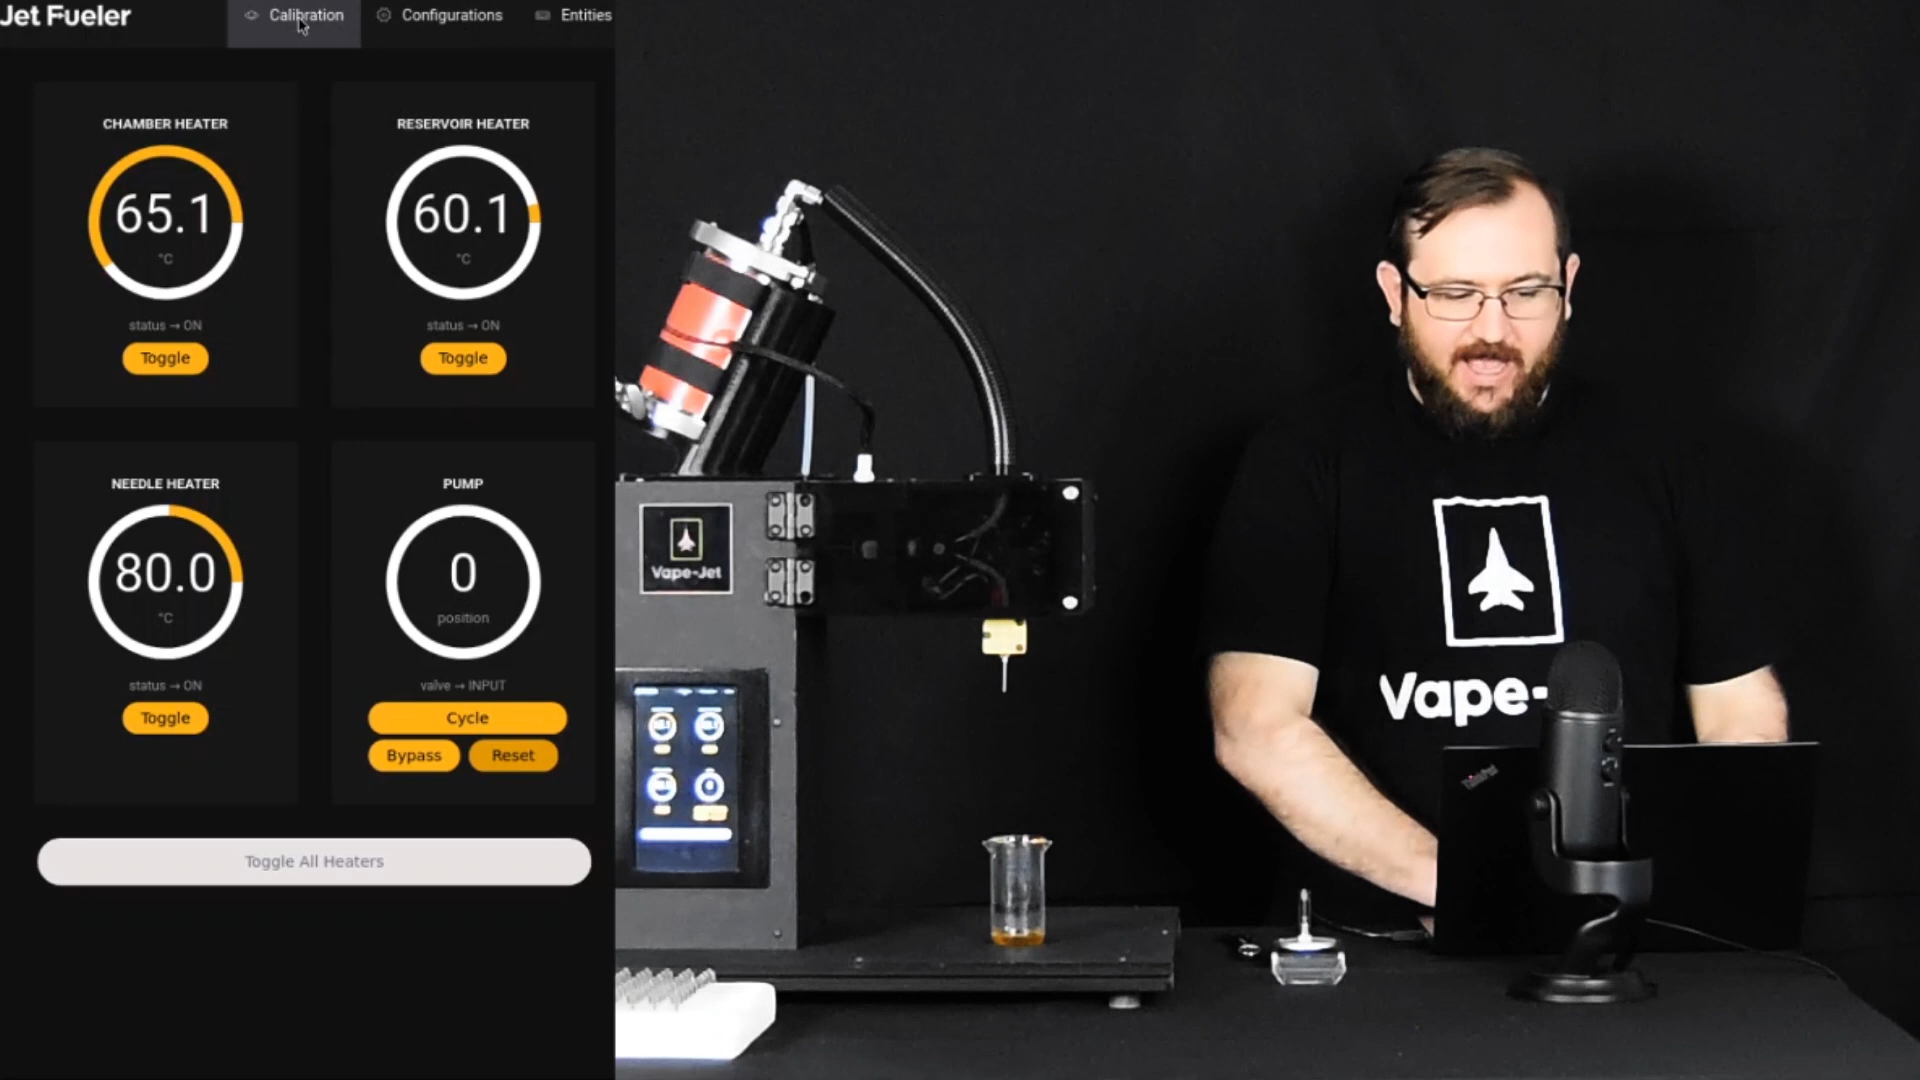 Jet Fueler
Calibration
Configurations
Entities
CHAMBER HEATER
65.1
°C
status → ON
Toggle
RESERVOIR HEATER
60.1
°C
status → ON
Toggle
NEEDLE HEATER
80.0
°C
status → ON
Toggle
PUMP
0
position
valve → INPUT
Cycle
Bypass
Reset
Toggle All Heaters
Vape-Jet
Vape-
ThinkPad